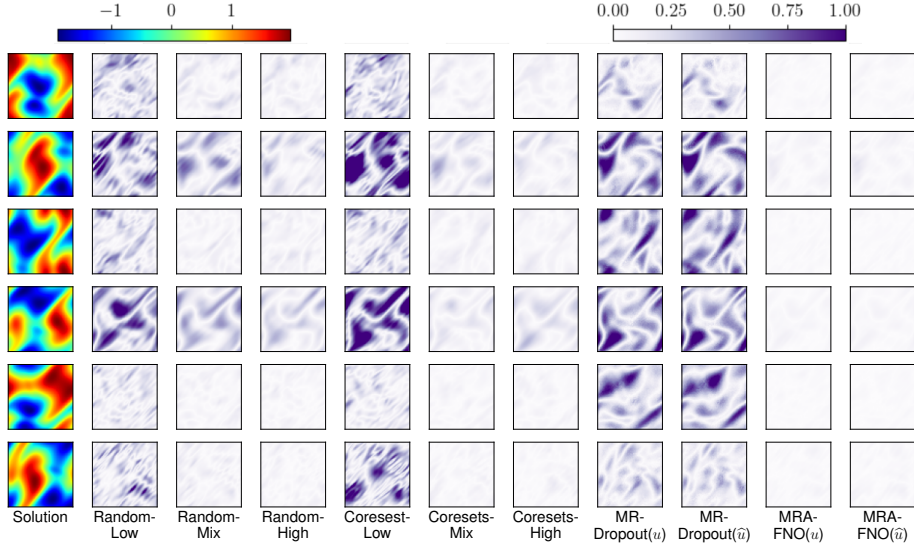 −1 0 1
0.00 0.25 0.50 0.75 1.00
Solution Random- Random- Random- Coresest- Coresets- Coresets- MR- MR- MRA- MRA-
Low Mix High Low Mix High Dropout(u) Dropout(û) FNO(u) FNO(û)